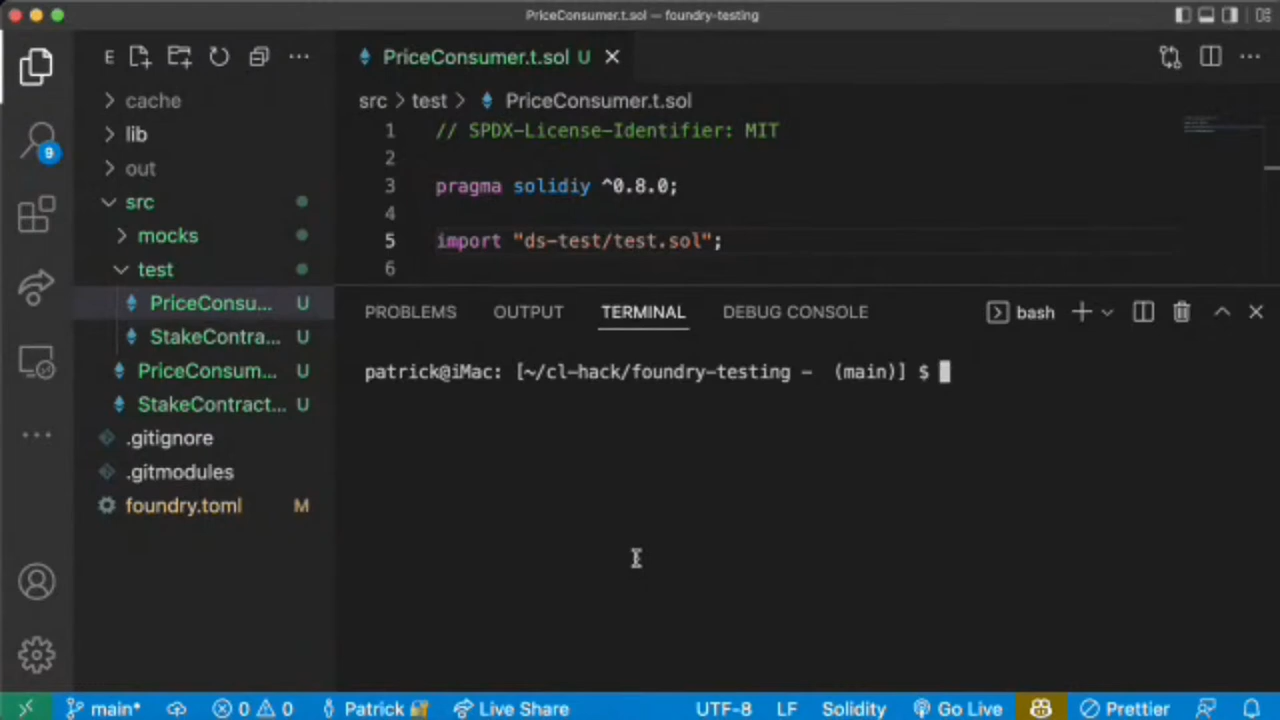 PriceConsumer.t.sol — foundry-testing
E
PriceConsumer.t.sol U
cache
lib
out
src
mocks
test
PriceConsu... U
StakeContra... U
PriceConsum... U
StakeContract... U
.gitignore
.gitmodules
foundry.toml M
9
src > test > PriceConsumer.t.sol
1 // SPDX-License-Identifier: MIT
2
3 pragma solidiy ^0.8.0;
4
5 import "ds-test/test.sol";
6
PROBLEMS OUTPUT TERMINAL DEBUG CONSOLE bash
patrick@iMac: [~/cl-hack/foundry-testing - (main)] $
main* 0 0 Patrick Live Share UTF-8 LF Solidity Go Live Prettier